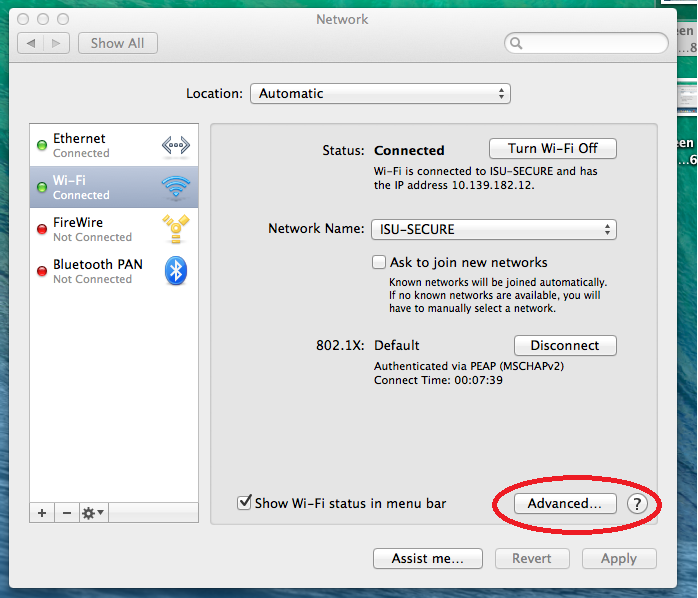 Network
Show All
een
...8
Location: Automatic
Ethernet
Connected
Wi-Fi
Connected
FireWire
Not Connected
Bluetooth PAN
Not Connected
Status: Connected
Turn Wi-Fi Off
Wi-Fi is connected to ISU-SECURE and has
the IP address 10.139.182.12.
Network Name: ISU-SECURE
Ask to join new networks
Known networks will be joined automatically.
If no known networks are available, you will
have to manually select a network.
802.1X: Default
Disconnect
Authenticated via PEAP (MSCHAPv2)
Connect Time: 00:07:39
Show Wi-Fi status in menu bar
Advanced...
?
+ −
Assist me...
Revert
Apply
een
...6